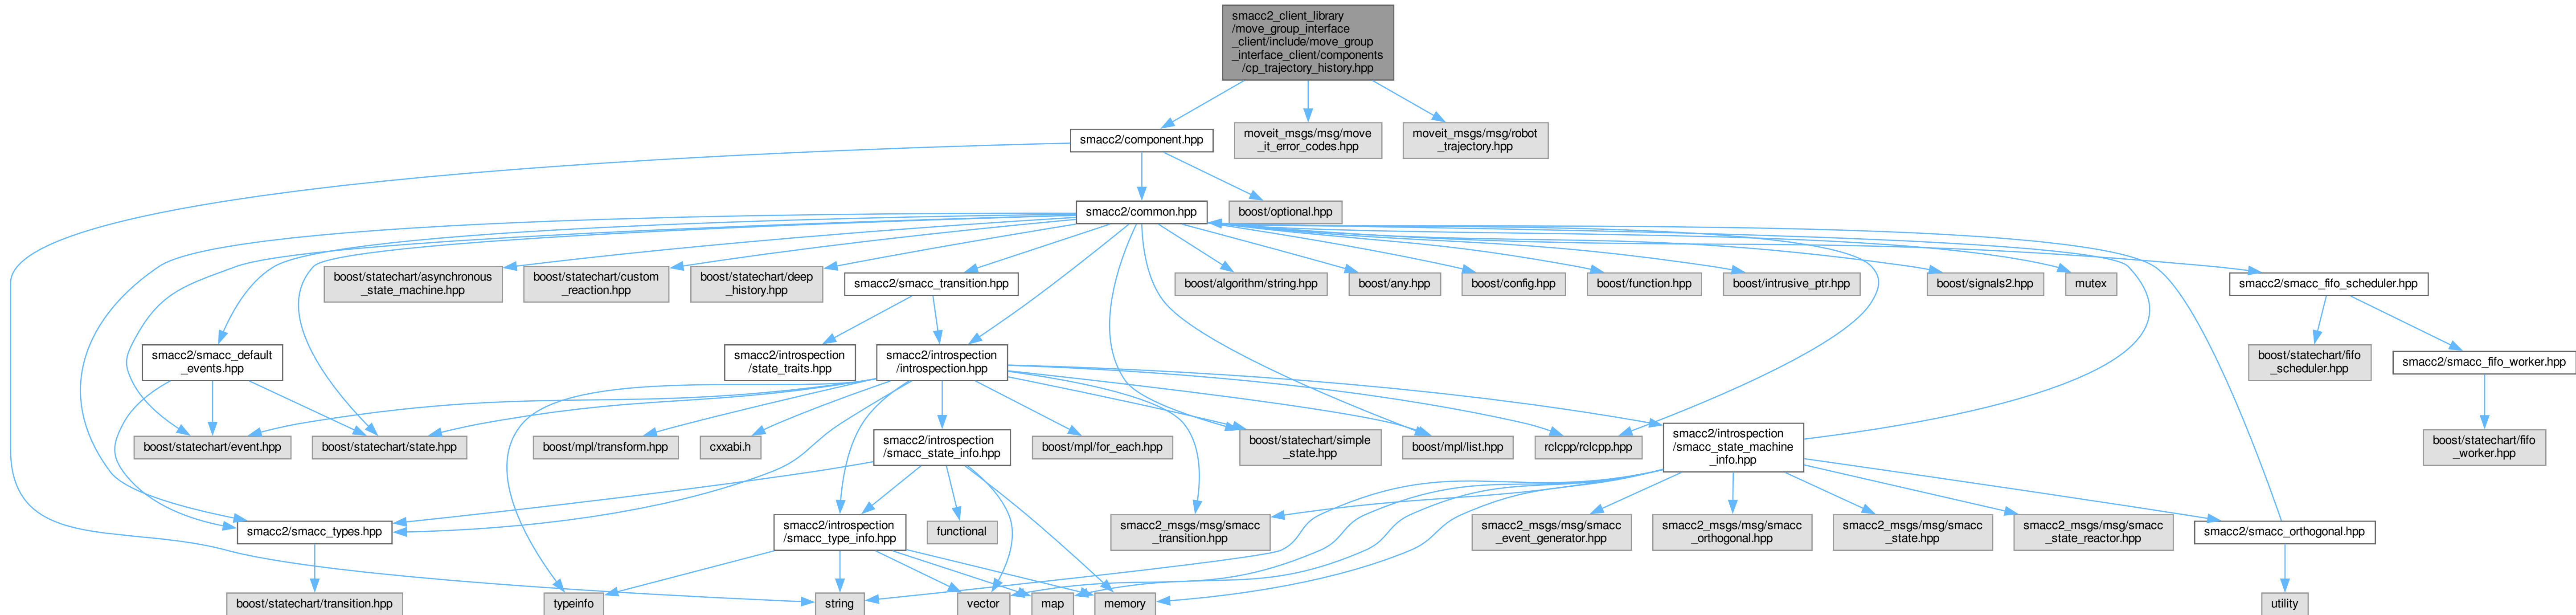 smacc2_client_library
/move_group_interface
_client/include/move_group
_interface_client/components
/cp_trajectory_history.hpp
smacc2/component.hpp
moveit_msgs/msg/move
_it_error_codes.hpp
moveit_msgs/msg/robot
_trajectory.hpp
smacc2/common.hpp
boost/optional.hpp
boost/statechart/asynchronous
_state_machine.hpp
boost/statechart/custom
_reaction.hpp
boost/statechart/deep
_history.hpp
smacc2/smacc_transition.hpp
boost/algorithm/string.hpp
boost/any.hpp
boost/config.hpp
boost/function.hpp
boost/intrusive_ptr.hpp
boost/signals2.hpp
mutex
smacc2/smacc_fifo_scheduler.hpp
smacc2/smacc_default
_events.hpp
smacc2/introspection
/state_traits.hpp
smacc2/introspection
/introspection.hpp
boost/statechart/fifo
_scheduler.hpp
smacc2/smacc_fifo_worker.hpp
boost/statechart/event.hpp
boost/statechart/state.hpp
boost/mpl/transform.hpp
cxxabi.h
smacc2/introspection
/smacc_state_info.hpp
boost/mpl/for_each.hpp
boost/statechart/simple
_state.hpp
boost/mpl/list.hpp
rclcpp/rclcpp.hpp
smacc2/introspection
/smacc_state_machine
_info.hpp
boost/statechart/fifo
_worker.hpp
smacc2/smacc_types.hpp
smacc2/introspection
/smacc_type_info.hpp
functional
smacc2_msgs/msg/smacc
_transition.hpp
smacc2_msgs/msg/smacc
_event_generator.hpp
smacc2_msgs/msg/smacc
_orthogonal.hpp
smacc2_msgs/msg/smacc
_state.hpp
smacc2_msgs/msg/smacc
_state_reactor.hpp
smacc2/smacc_orthogonal.hpp
boost/statechart/transition.hpp
typeinfo
string
vector
map
memory
utility